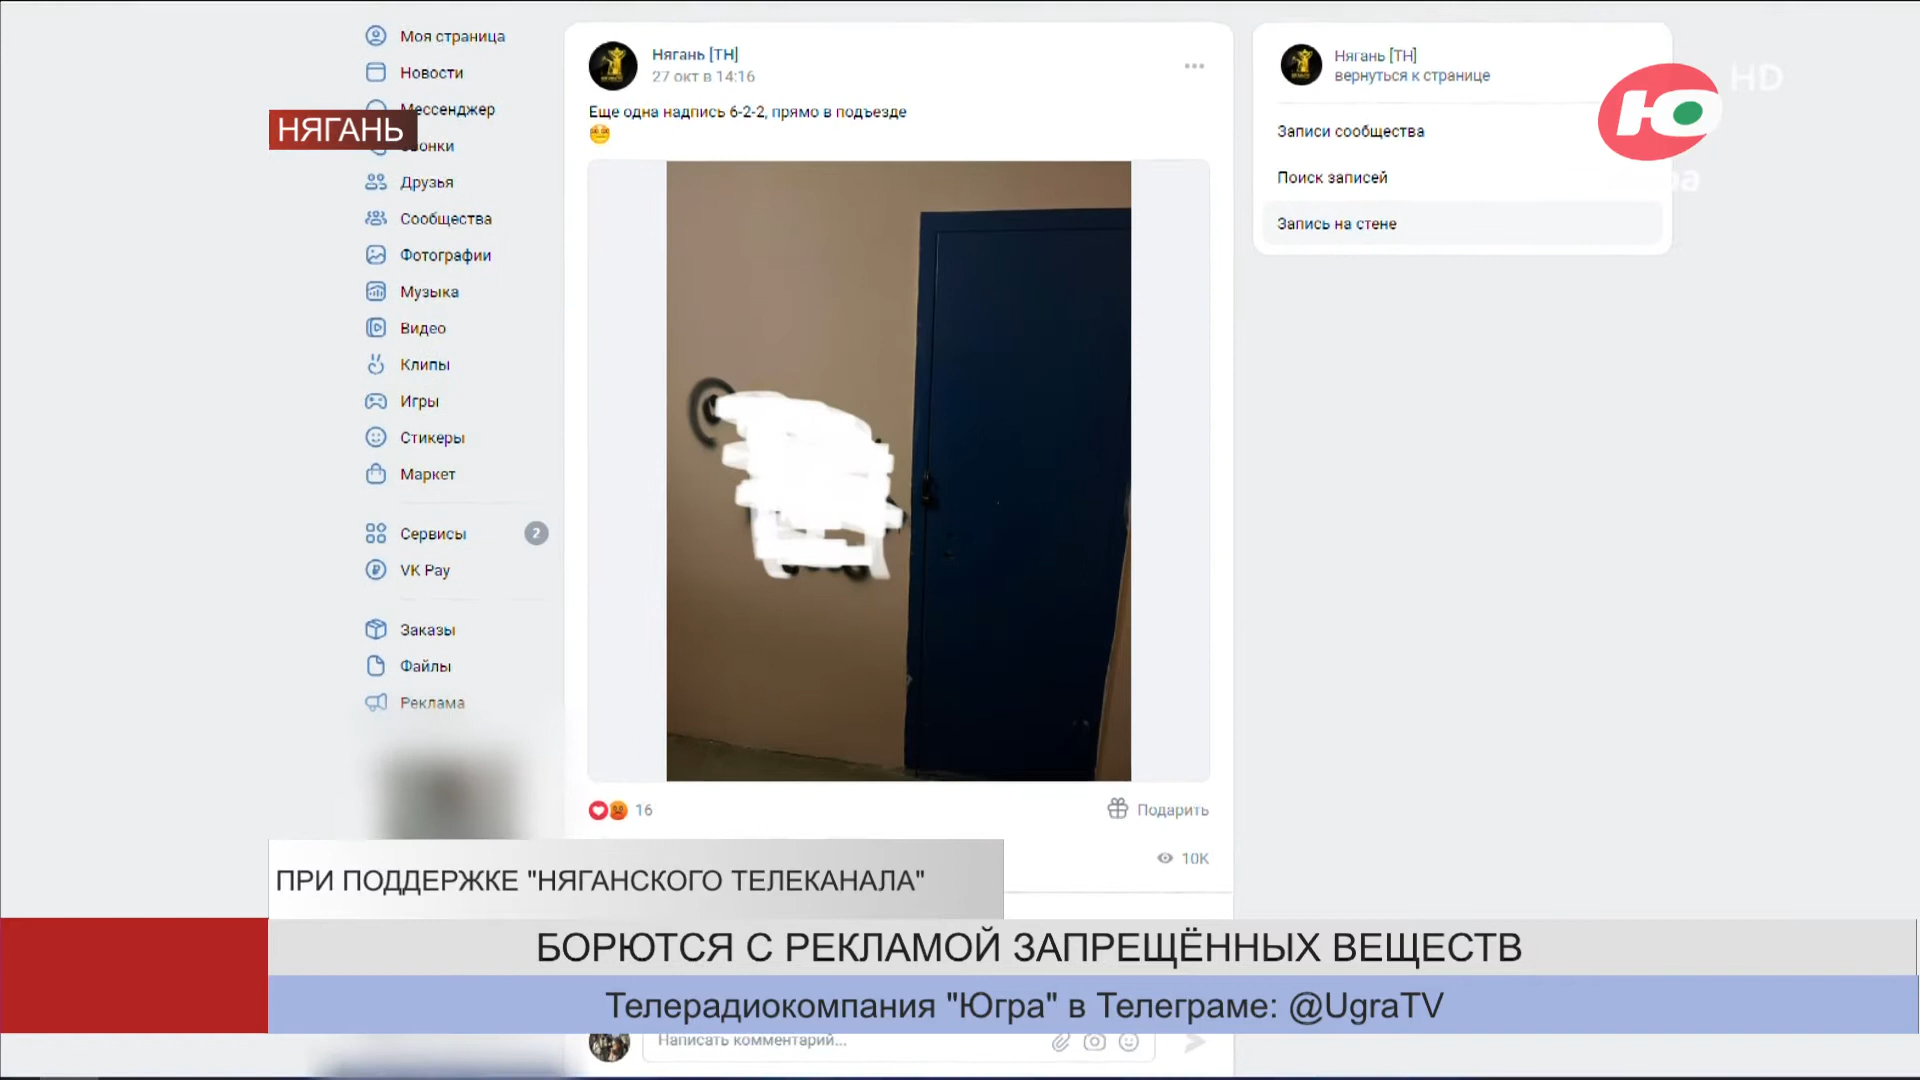 Моя страница
Новости
Мессенджер
НЯГАНЬ
Друзья
Сообщества
Фотографии
Музыка
Видео
Клипы
Игры
Стикеры
Маркет
Сервисы
2
VK Pay
Заказы
Файлы
Реклама
Нягань [ТН]
27 окт в 14:16
Еще одна надпись 6-2-2, прямо в подъезде
16
Подарить
10K
Нягань [ТН]
вернуться к странице
Записи сообщества
Поиск записей
Запись на стене
Ю
HD
ПРИ ПОДДЕРЖКЕ "НЯГАНСКОГО ТЕЛЕКАНАЛА"
БОРЮТСЯ С РЕКЛАМОЙ ЗАПРЕЩЁННЫХ ВЕЩЕСТВ
Телерадиокомпания "Югра" в Телеграме: @UgraTV
Написать комментарий...